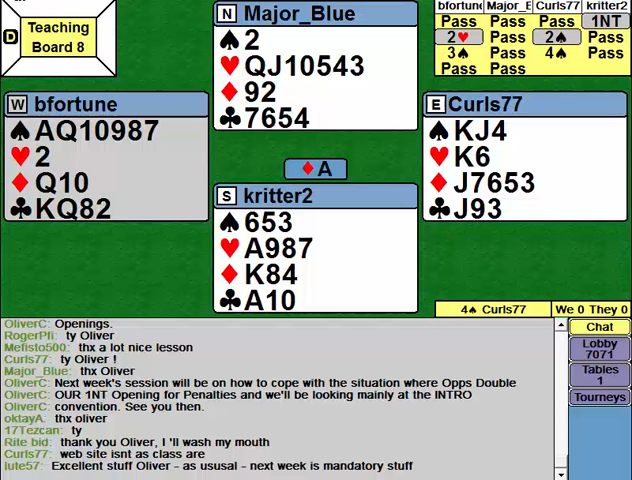 D
Teaching
Board 8
N Major_Blue
♠2
♥QJ10543
♦92
♣7654
bfortune Major_E Curls77 kritter2
Pass Pass Pass 1NT
2♥ Pass 2♠ Pass
3♠ Pass 4♠ Pass
Pass Pass
W bfortune
♠AQ10987
♥2
♦Q10
♣KQ82
E Curls77
♠KJ4
♥K6
♦J7653
♣J93
♦A
S kritter2
♠653
♥A987
♦K84
♣A10
4♠ Curls77
We 0 They 0
OliverC: Openings.
RogerPfi: ty Oliver
Mefisto500: thx a lot nice lesson
Curls77: ty Oliver !
Major_Blue: thx Oliver
OliverC: Next week's session will be on how to cope with the situation where Opps Double
OliverC: OUR 1NT Opening for Penalties and we'll be looking mainly at the INTRO
OliverC: convention. See you then.
oktayA: thx oliver
17Tezcan: ty
Rite bid: thank you Oliver, I 'll wash my mouth
Curls77: web site isnt as class are
lute57: Excellent stuff Oliver - as ususal - next week is mandatory stuff
Chat
Lobby
7071
Tables
1
Tourneys